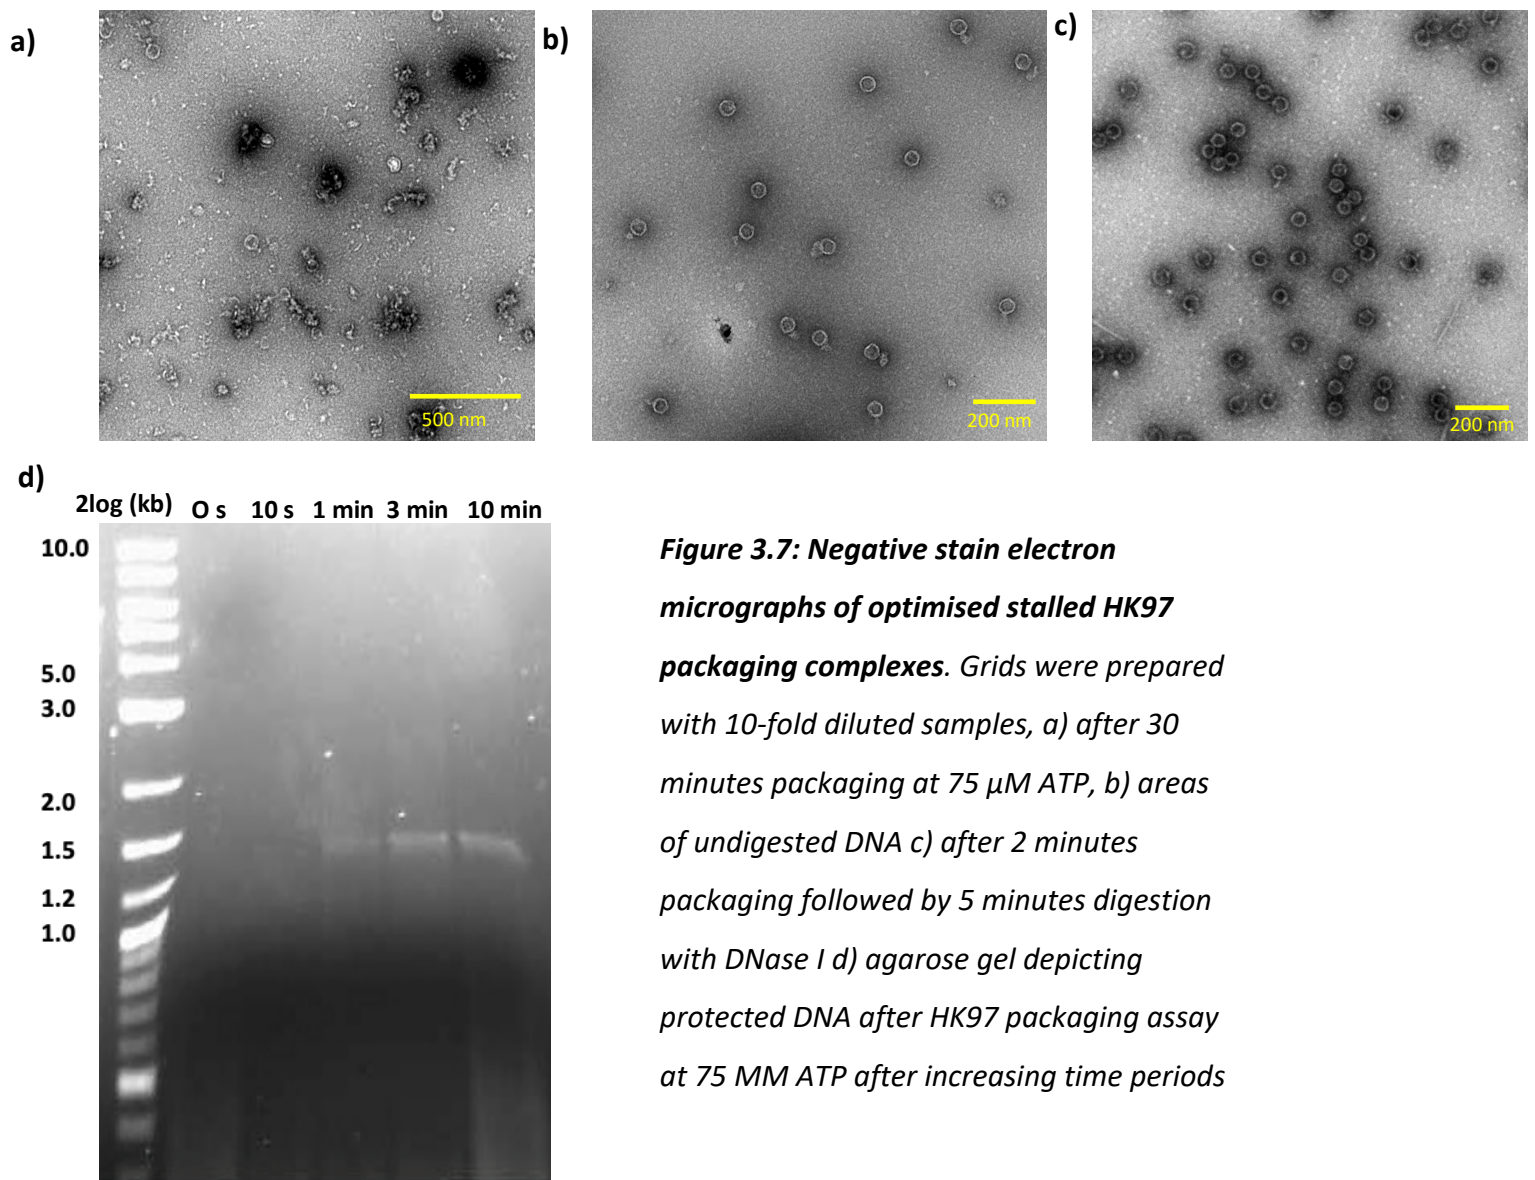 a)
b)
c)
500 nm
200 nm
200 nm
d)
2log (kb) O s 10 s 1 min 3 min 10 min
10.0
5.0
3.0
2.0
1.5
1.2
1.0
Figure 3.7: Negative stain electron
micrographs of optimised stalled HK97
packaging complexes. Grids were prepared
with 10-fold diluted samples, a) after 30
minutes packaging at 75 μM ATP, b) areas
of undigested DNA c) after 2 minutes
packaging followed by 5 minutes digestion
with DNase I d) agarose gel depicting
protected DNA after HK97 packaging assay
at 75 MM ATP after increasing time periods